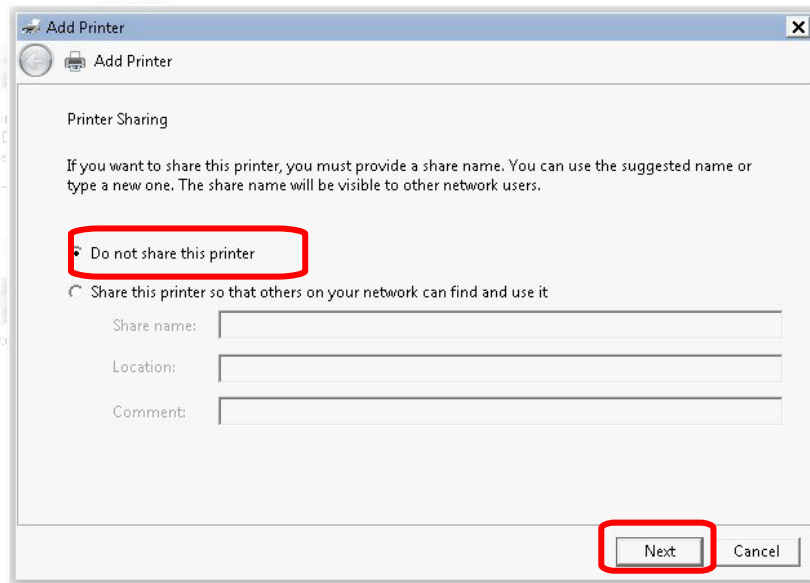 Add Printer
Add Printer
Printer Sharing
If you want to share this printer, you must provide a share name. You can use the suggested name or
type a new one. The share name will be visible to other network users.
Do not share this printer
Share this printer so that others on your network can find and use it
Share name:
Location:
Comment:
Next Cancel